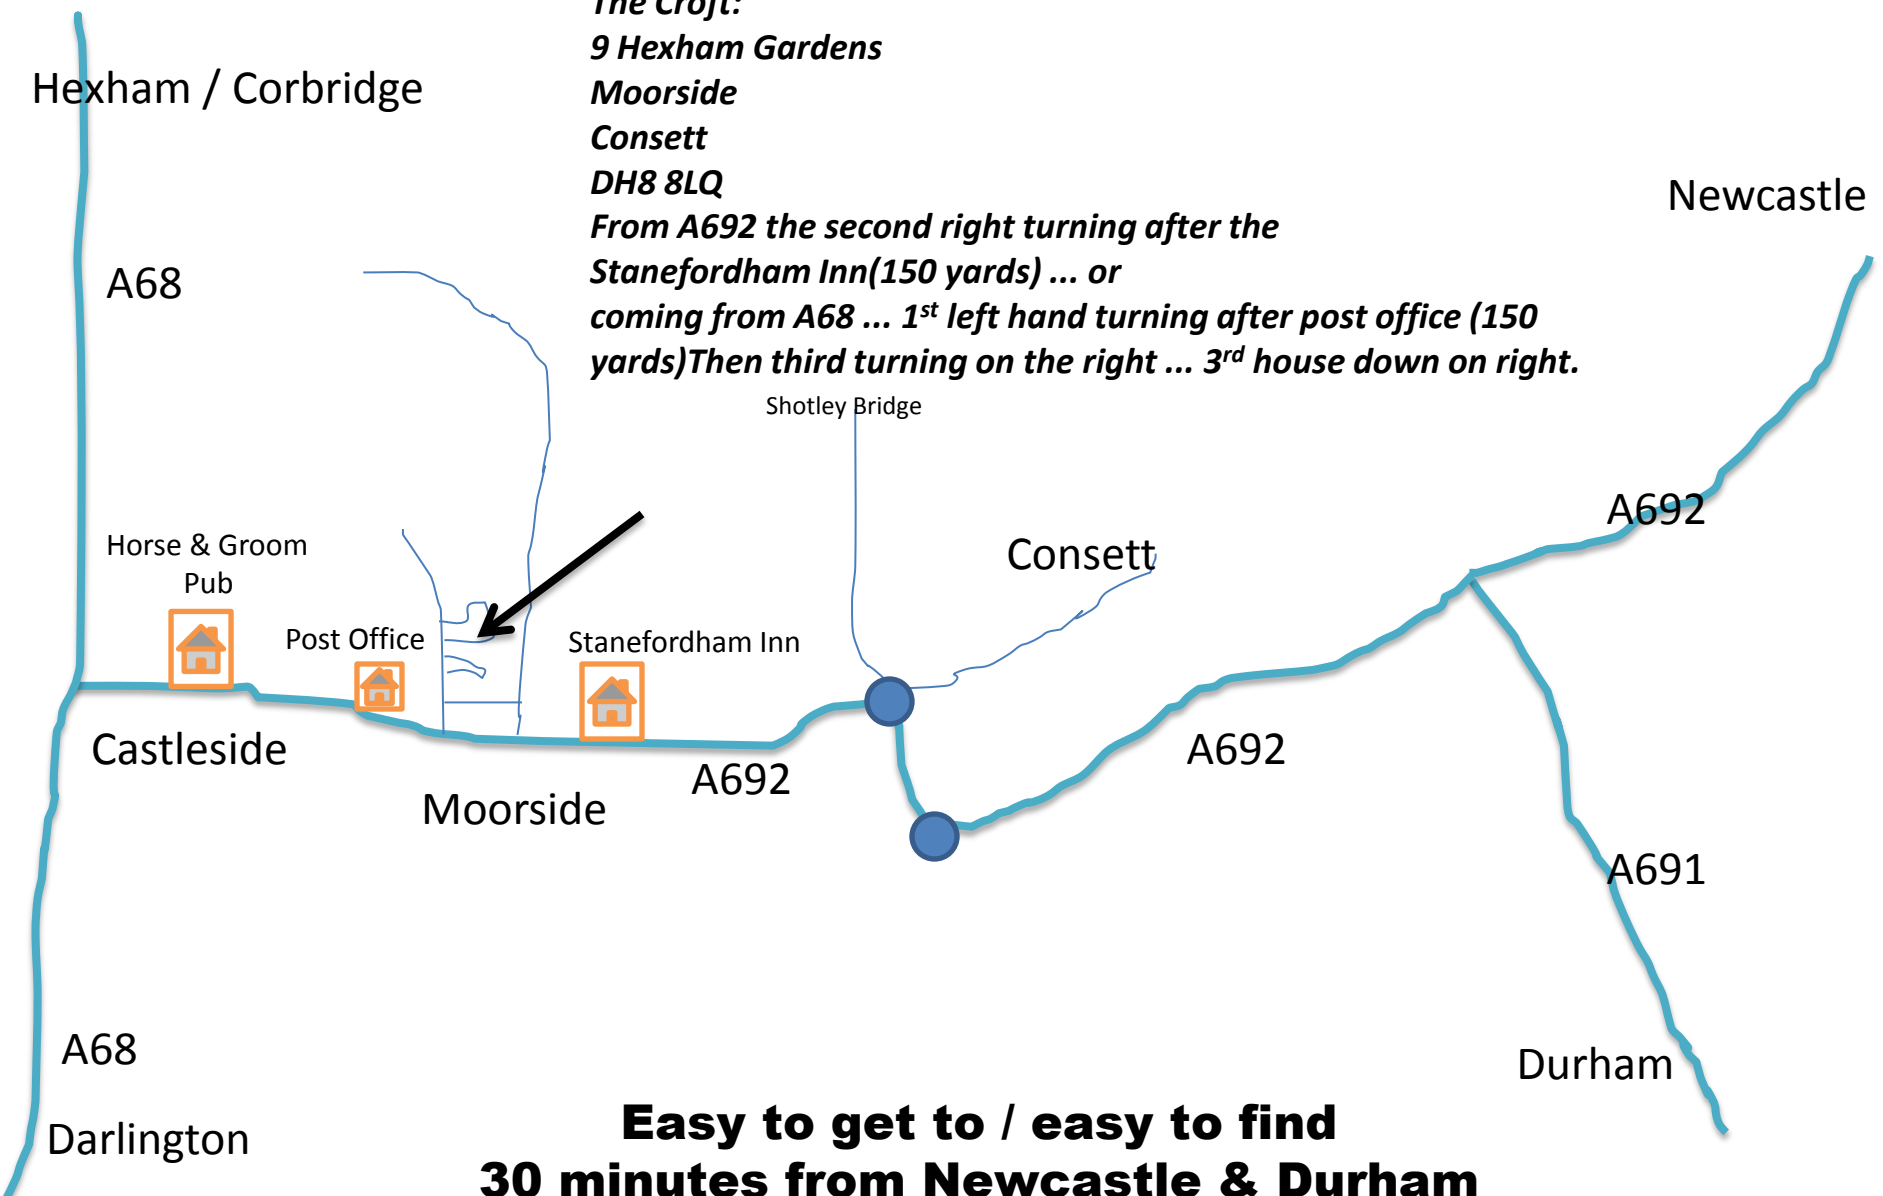 The Croft:
9 Hexham Gardens
Hexham / Corbridge
Moorside
Consett
DH8 8LQ
Newcastle
From A692 the second right turning after the
A68
Stanefordham Inn(150 yards) ... or
coming from A68 ... 1st left hand turning after post office (150
yards)Then third turning on the right ... 3rd house down on right.
Shotley Bridge
A692
Horse & Groom
Pub
Consett
Post Office
Stanefordham Inn
Castleside
A692
A692
Moorside
A691
A68
Durham
Darlington
Easy to get to / easy to find
30 minutes from Newcastle & Durham